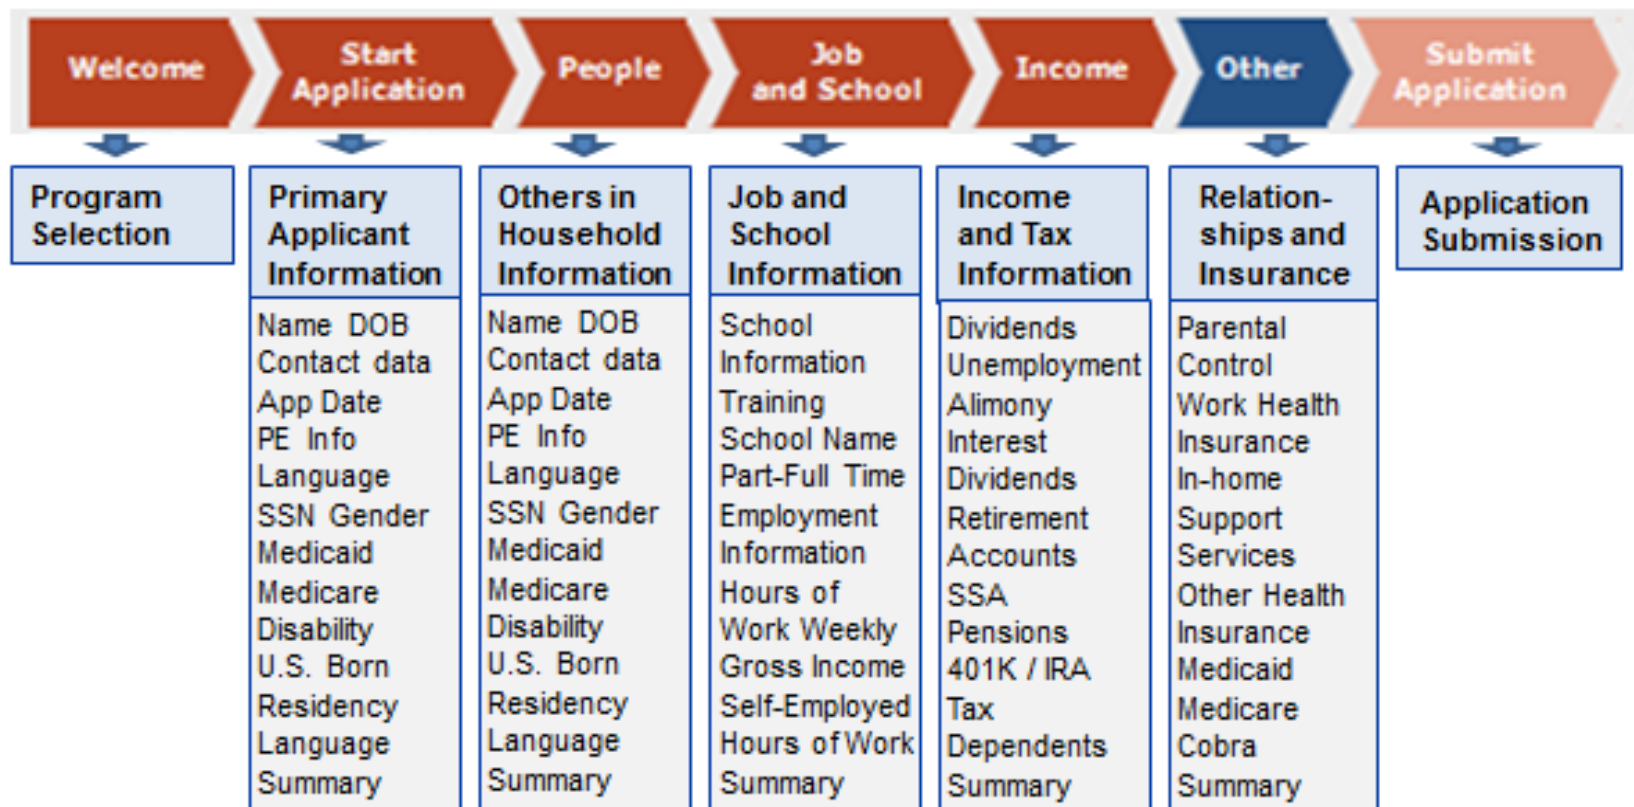 Welcome
Start
Application
People
Job
and School
Income
Other
Submit
Application
Program
Selection
Primary
Applicant
Information
Name DOB
Contact data
App Date
PE Info
Language
SSN Gender
Medicaid
Medicare
Disability
U.S. Born
Residency
Language
Summary
Others in
Household
Information
Name DOB
Contact data
App Date
PE Info
Language
SSN Gender
Medicaid
Medicare
Disability
U.S. Born
Residency
Language
Summary
Job and
School
Information
School
Information
Training
School Name
Part-Full Time
Employment
Information
Hours of
Work Weekly
Gross Income
Self-Employed
Hours of Work
Summary
Income
and Tax
Information
Dividends
Unemployment
Alimony
Interest
Dividends
Retirement
Accounts
SSA
Pensions
401K / IRA
Tax
Dependents
Summary
Relation-
ships and
Insurance
Parental
Control
Work Health
Insurance
In-home
Support
Services
Other Health
Insurance
Medicaid
Medicare
Cobra
Summary
Application
Submission